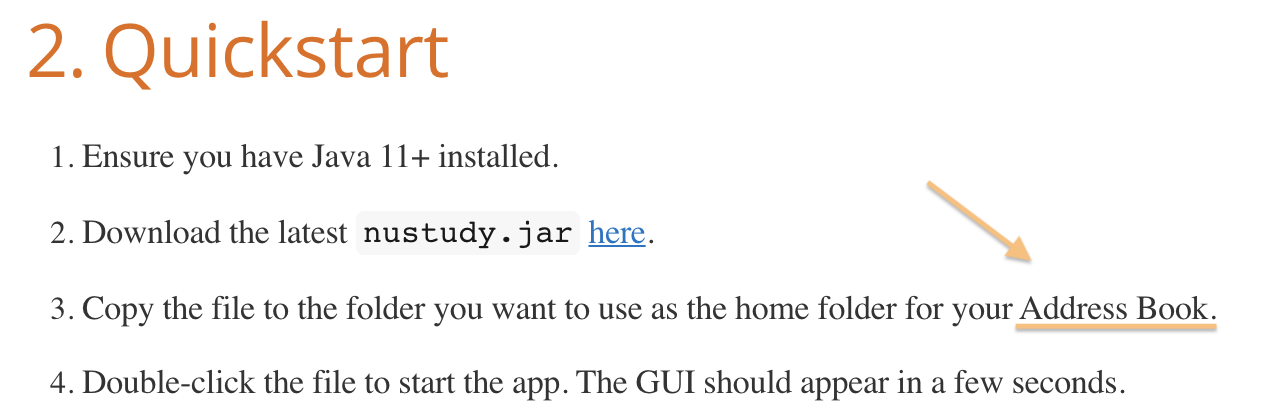 2. Quickstart
1. Ensure you have Java 11+ installed.
2. Download the latest nustudy.jar here.
3. Copy the file to the folder you want to use as the home folder for your Address Book.
4. Double-click the file to start the app. The GUI should appear in a few seconds.